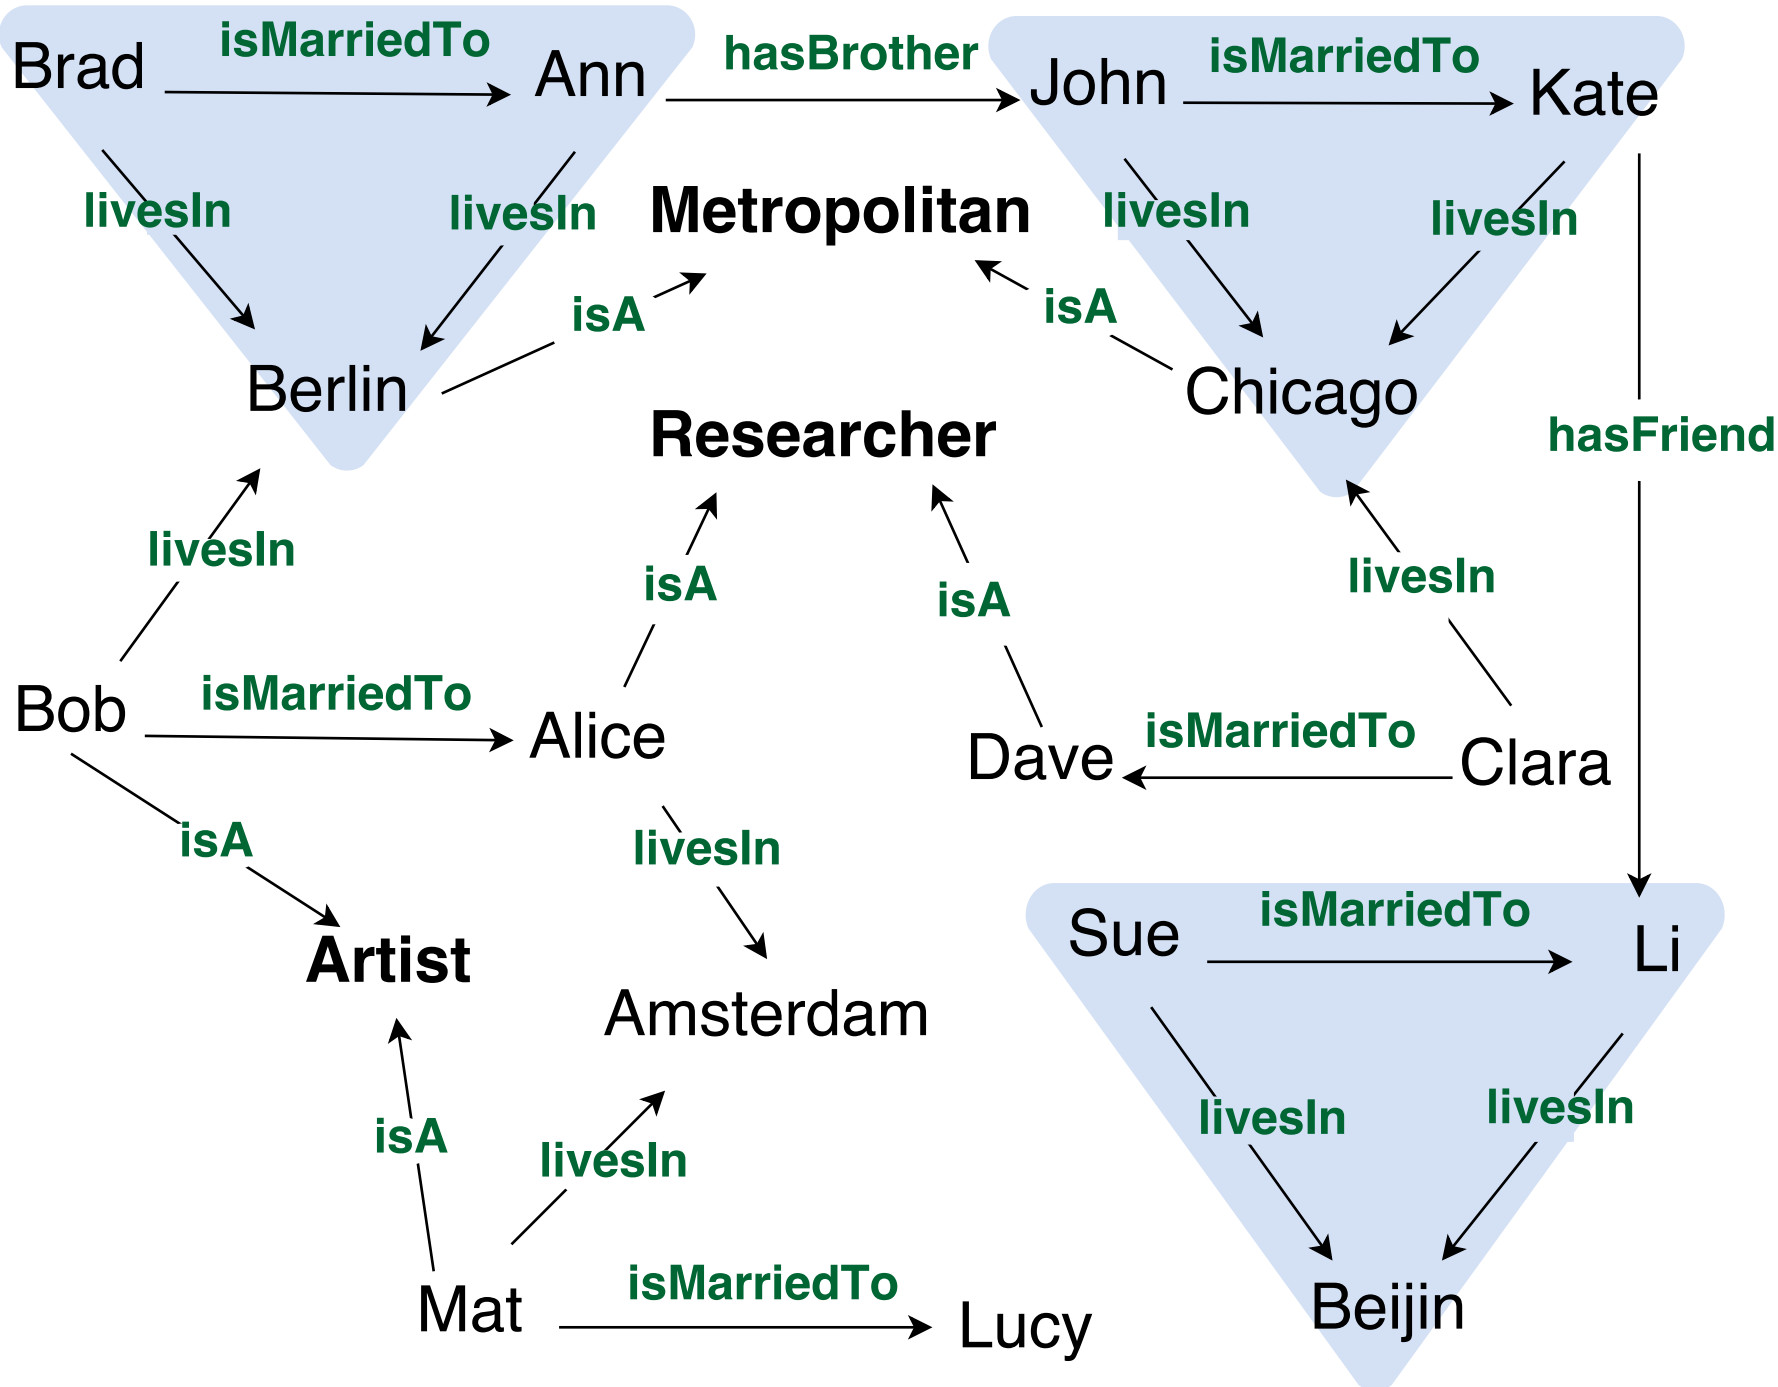 Brad
isMarriedTo
Ann
hasBrother
John
isMarriedTo
Kate
livesIn
livesIn
Metropolitan
livesIn
livesIn
isA
isA
Berlin
Chicago
Researcher
hasFriend
livesIn
isA
isA
livesIn
Bob
isMarriedTo
Alice
Dave
isMarriedTo
Clara
isA
livesIn
Artist
Sue
isMarriedTo
Li
Amsterdam
isA
livesIn
livesIn
livesIn
Mat
isMarriedTo
Lucy
Beijin